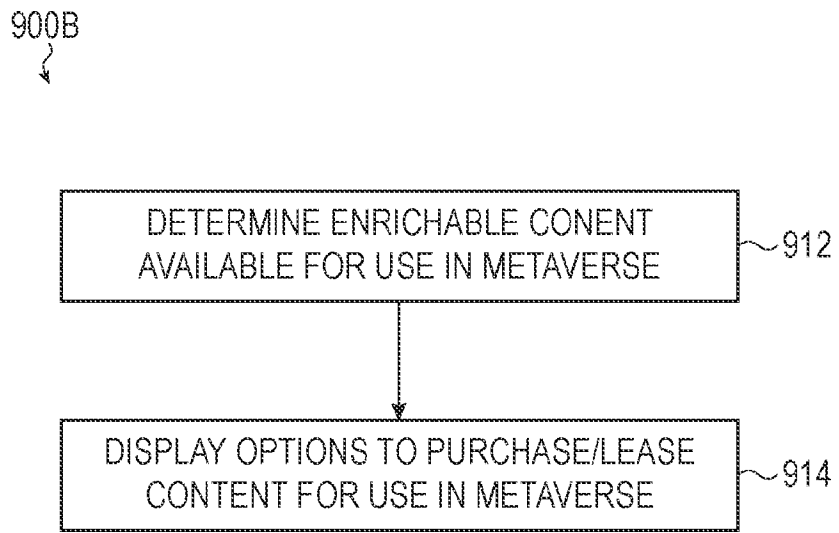 900B
DETERMINE ENRICHABLE CONENT
AVAILABLE FOR USE IN METAVERSE
912
DISPLAY OPTIONS TO PURCHASE/LEASE
CONTENT FOR USE IN METAVERSE
914